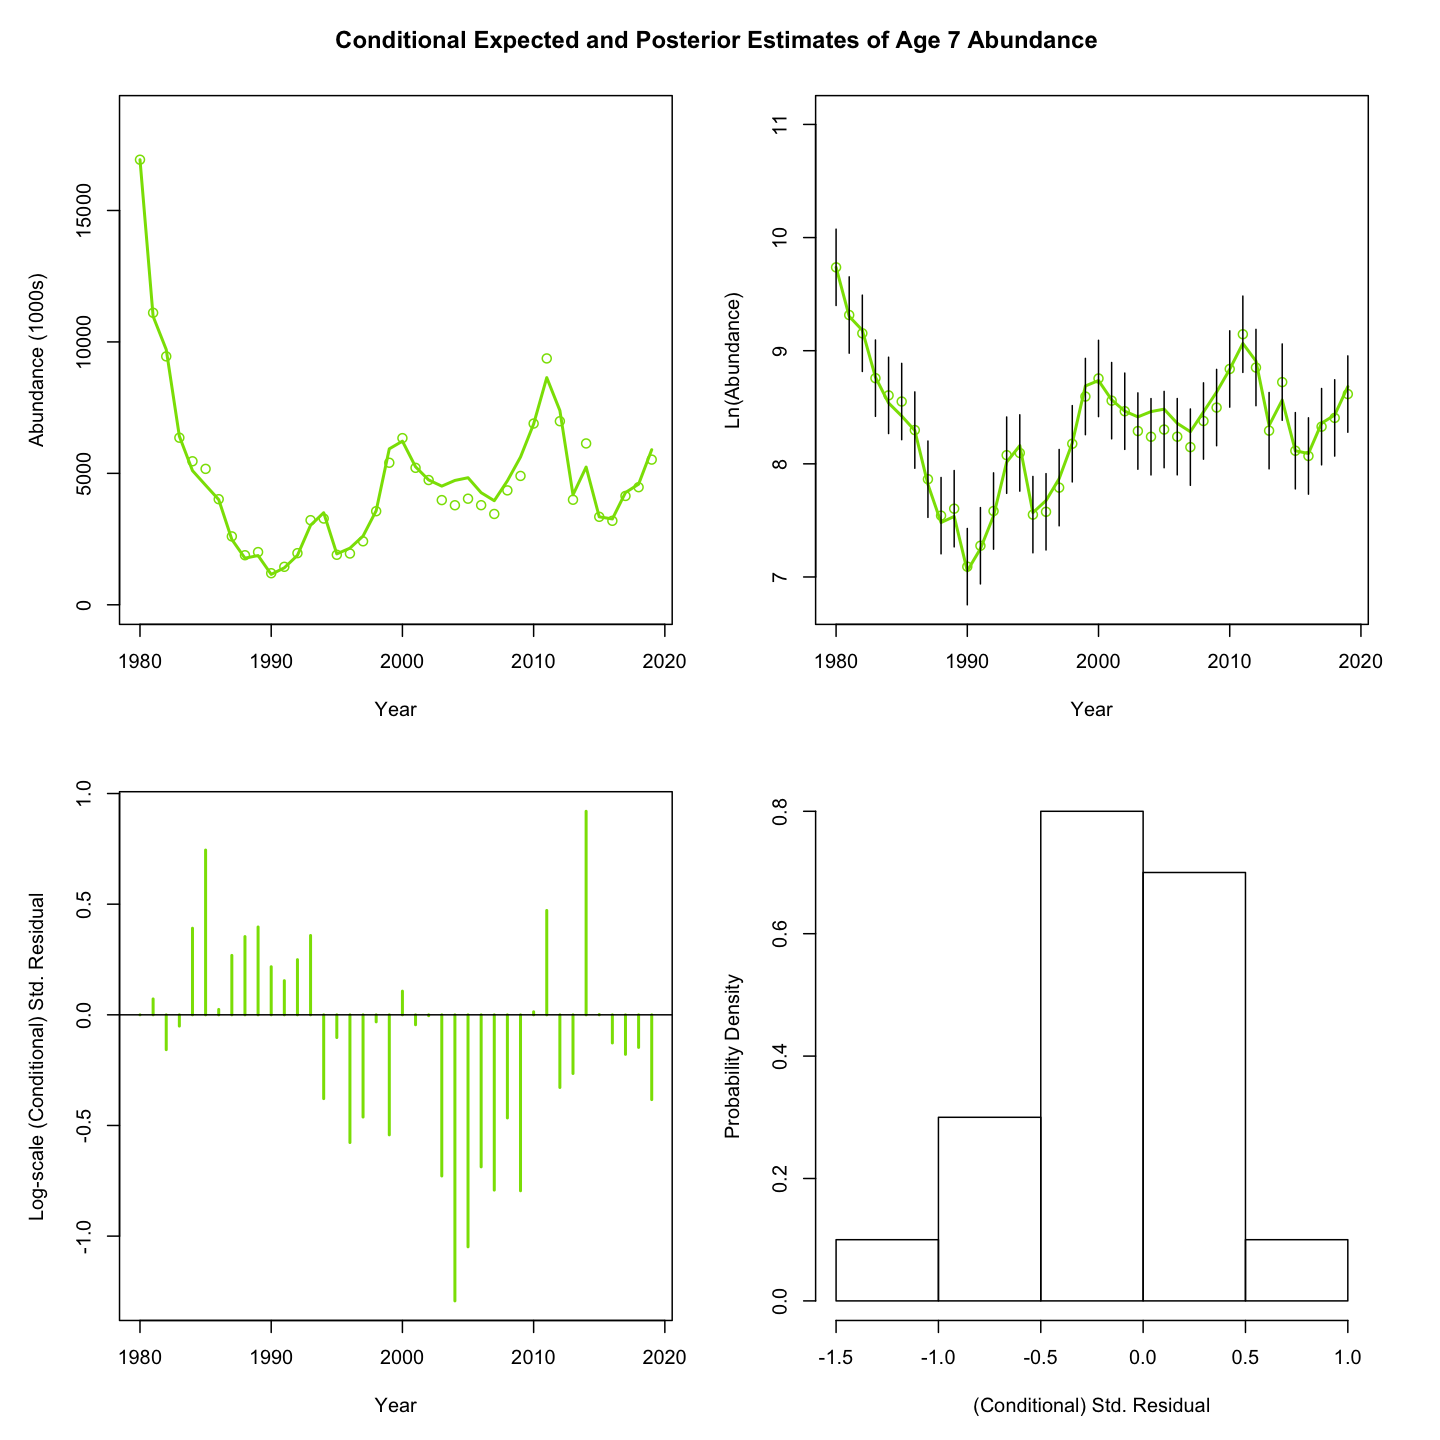 Conditional Expected and Posterior Estimates of Age 7 Abundance
Abundance (1000s)
15000
10000
5000
0
1980 1990 2000 2010 2020
Year
Ln(Abundance)
11
10
9
8
7
1980 1990 2000 2010 2020
Year
Log-scale (Conditional) Std. Residual
1.0
0.5
0.0
-0.5
-1.0
1980 1990 2000 2010 2020
Year
Probability Density
0.8
0.6
0.4
0.2
0.0
-1.5 -1.0 -0.5 0.0 0.5 1.0
(Conditional) Std. Residual